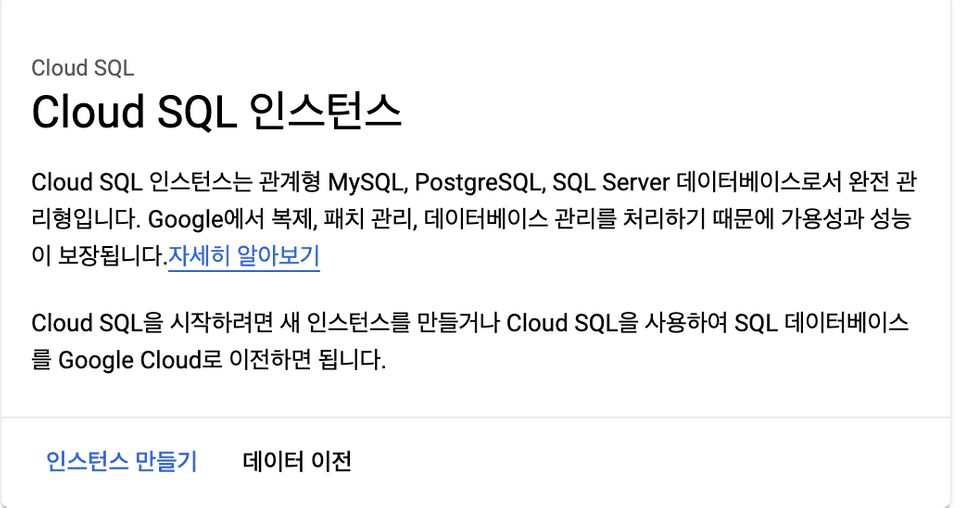 Cloud SQL
Cloud SQL 인스턴스
Cloud SQL 인스턴스는 관계형 MySQL, PostgreSQL, SQL Server 데이터베이스로서 완전 관
리형입니다. Google에서 복제, 패치 관리, 데이터베이스 관리를 처리하기 때문에 가용성과 성능
이 보장됩니다.자세히 알아보기
Cloud SQL을 시작하려면 새 인스턴스를 만들거나 Cloud SQL을 사용하여 SQL 데이터베이스
를 Google Cloud로 이전하면 됩니다.
인스턴스 만들기 데이터 이전